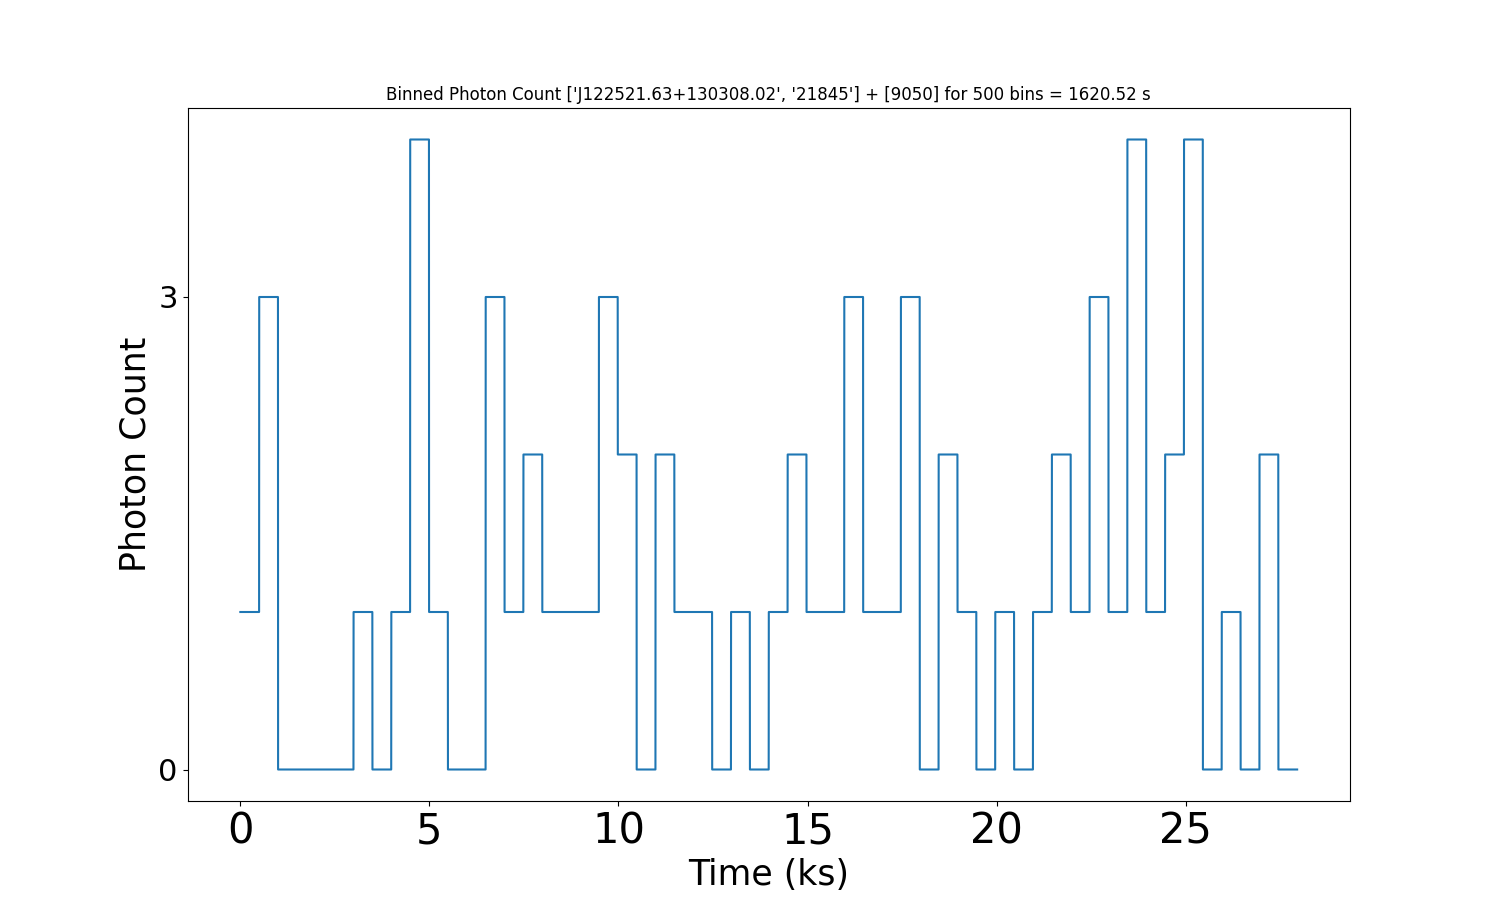 Binned Photon Count ['J122521.63+130308.02', '21845'] + [9050] for 500 bins = 1620.52 s
3
Photon Count
0
0 5 10 15 20 25
Time (ks)